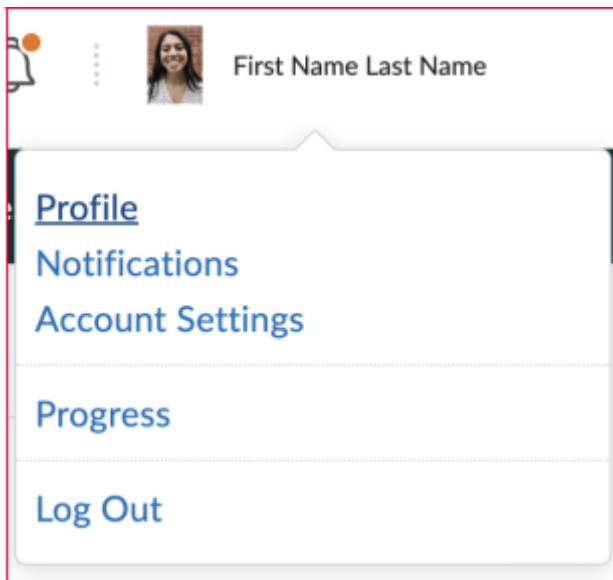 First Name Last Name
Profile
Notifications
Account Settings
Progress
Log Out